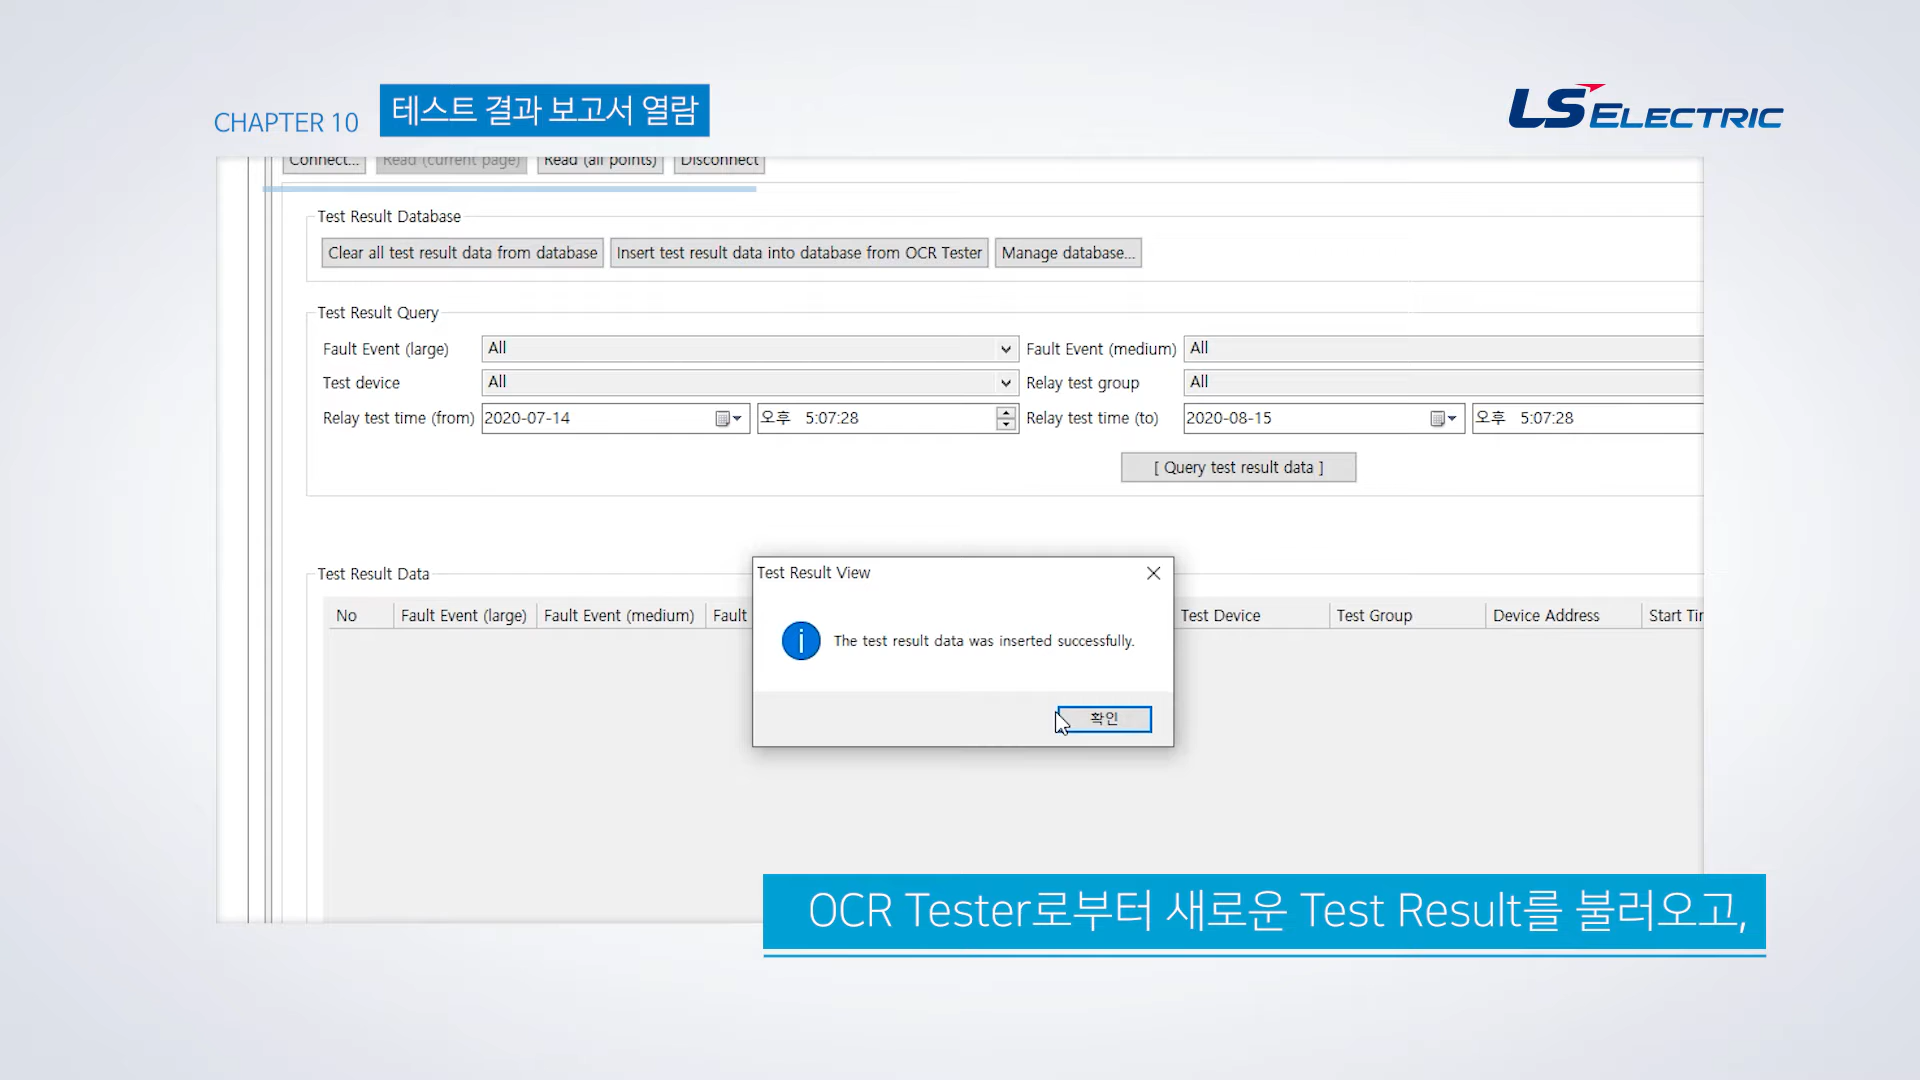 CHAPTER 10 테스트 결과 보고서 열람
LS ELECTRIC
Connect... Read (current page) Read (all points) Disconnect
Test Result Database
Clear all test result data from database Insert test result data into database from OCR Tester Manage database...
Test Result Query
Fault Event (large) All Fault Event (medium) All
Test device All Relay test group All
Relay test time (from) 2020-07-14 오후 5:07:28 Relay test time (to) 2020-08-15 오후 5:07:28
[ Query test result data ]
Test Result Data
No Fault Event (large) Fault Event (medium) Fault Test Device Test Group Device Address Start Tir
Test Result View
The test result data was inserted successfully.
확인
OCR Tester로부터 새로운 Test Result를 불러오고,